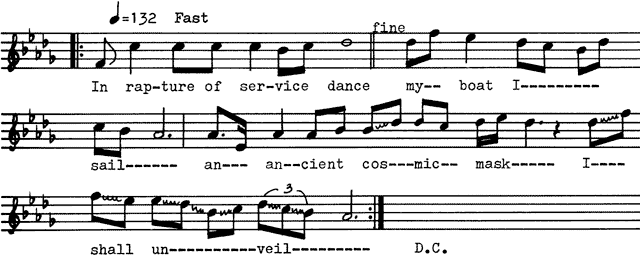 ♩=132 Fast
fine
In rap-ture of ser-vice dance my-- boat I---------
sail------ an--- an--cient cos---mic-- mask----- I----
3
shall un----------veil--------- D.C.